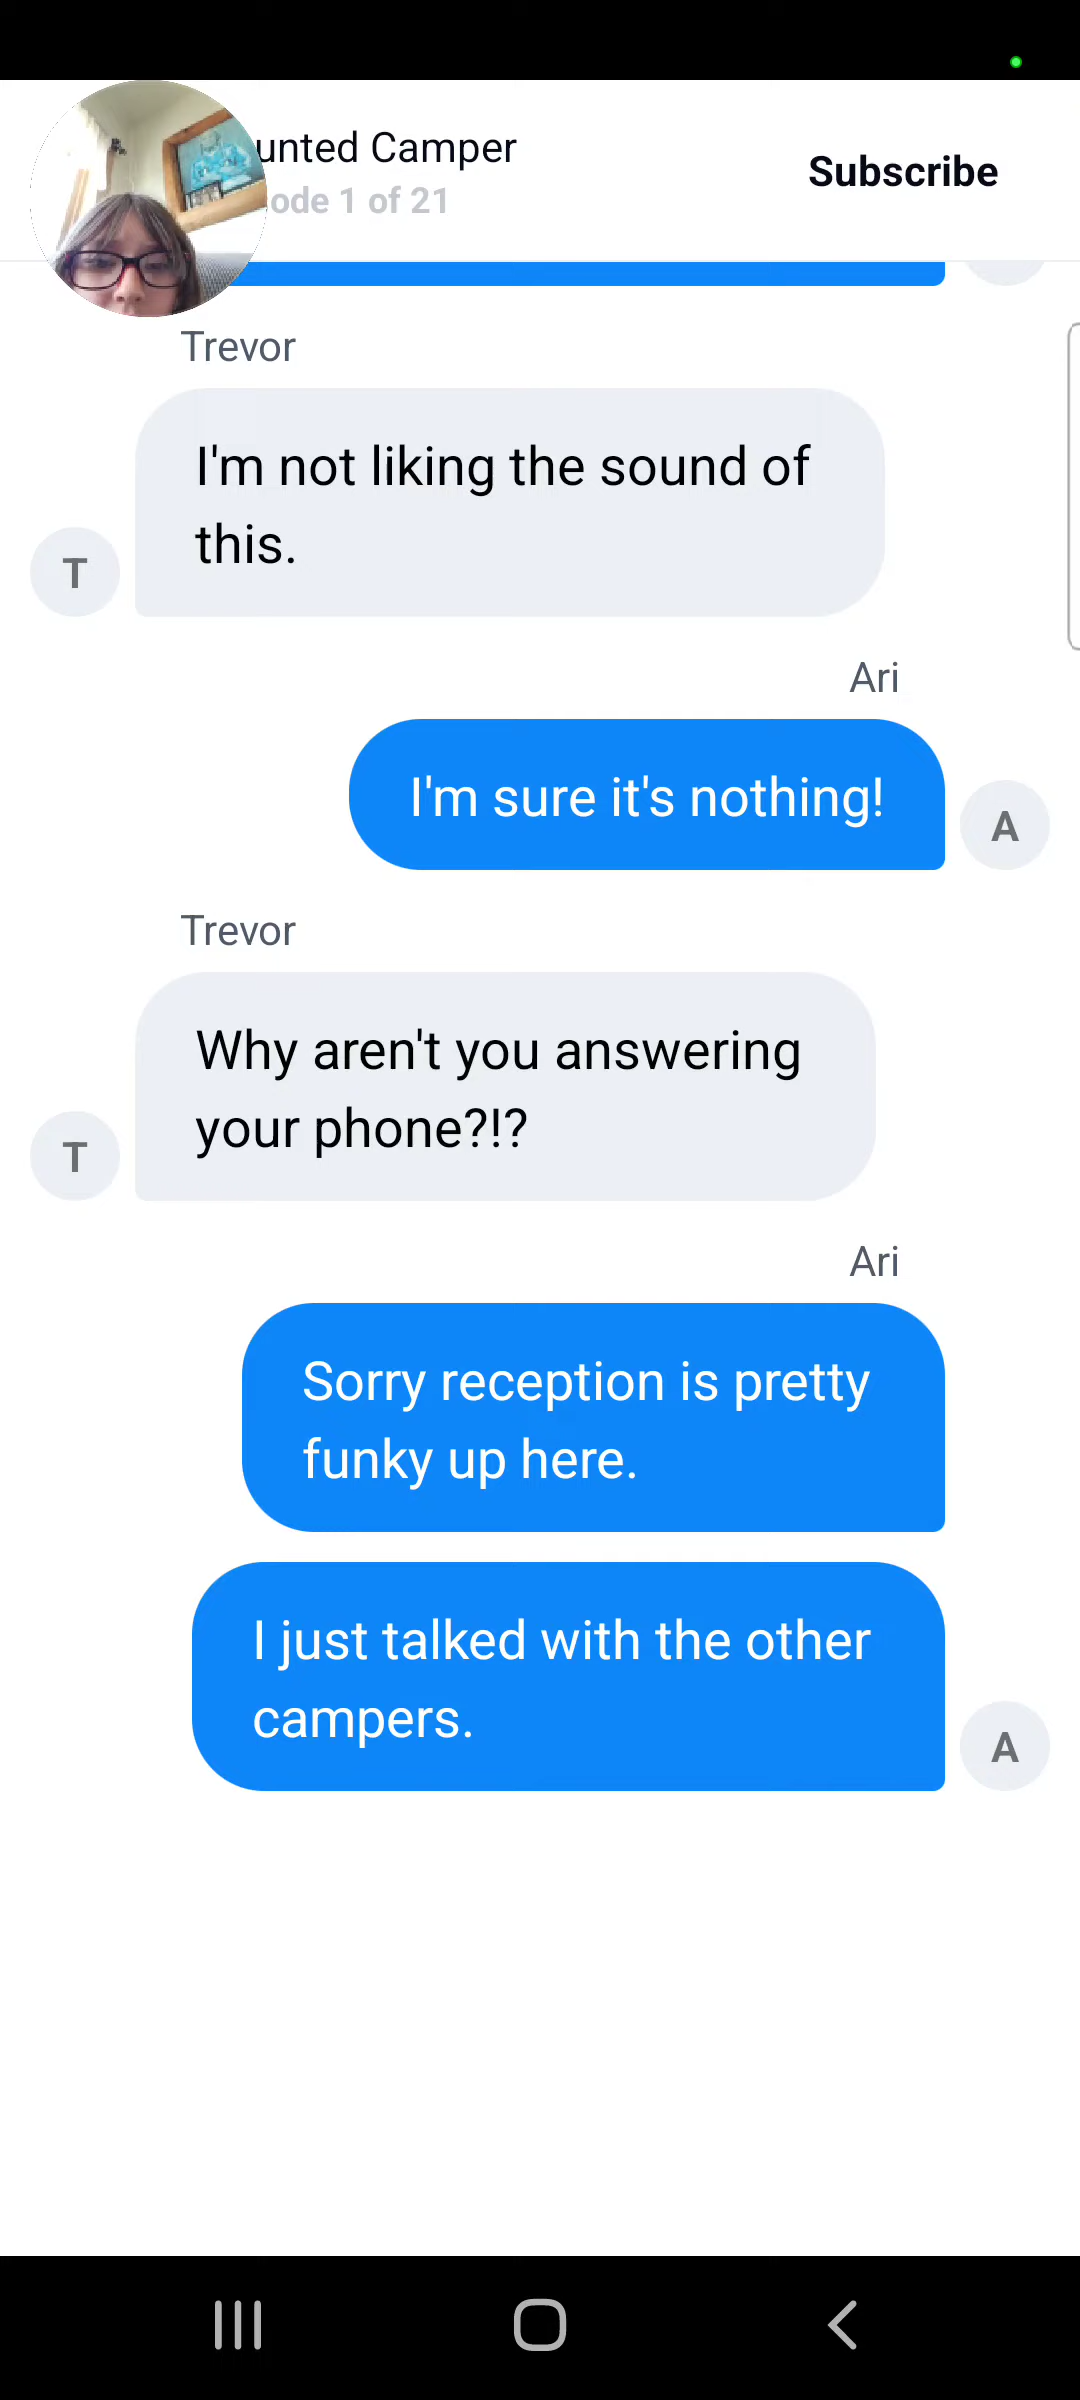 unted Camper
ode 1 of 21
Subscribe
Trevor
I'm not liking the sound of
this.
T
Ari
I'm sure it's nothing!
A
Trevor
Why aren't you answering
your phone?!?
T
Ari
Sorry reception is pretty
funky up here.
I just talked with the other
campers.
A